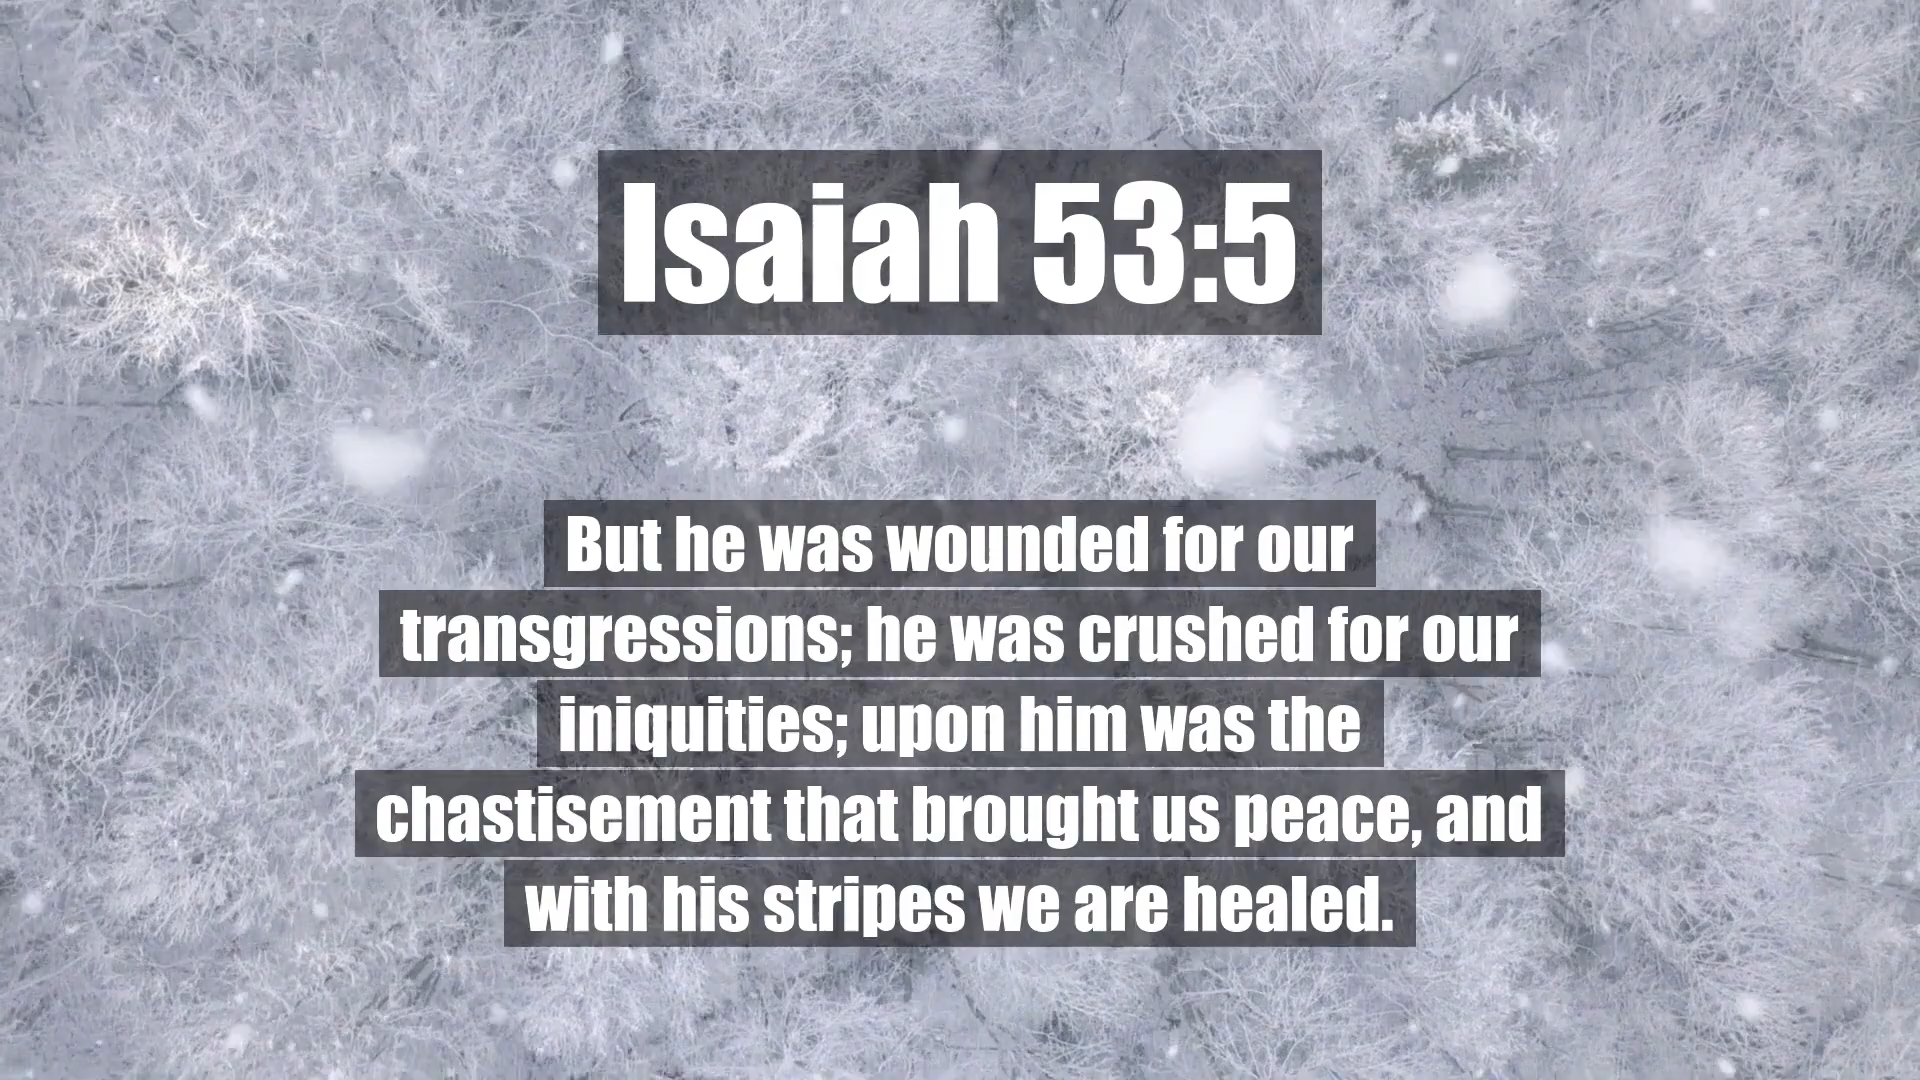 Isaiah 53:5
But he was wounded for our
transgressions; he was crushed for our
iniquities; upon him was the
chastisement that brought us peace, and
with his stripes we are healed.